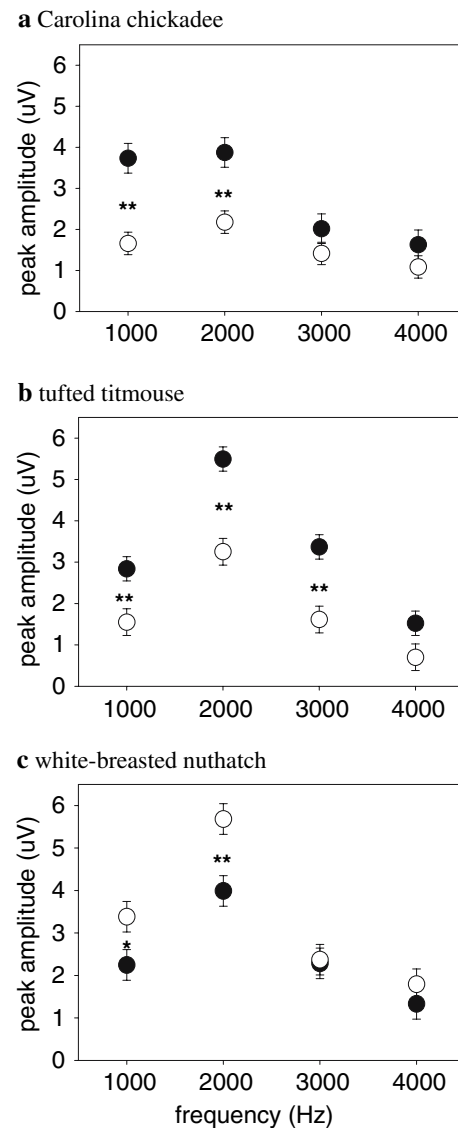 a Carolina chickadee
peak amplitude (uV)
6
5
4
3
2
1
0
**
**
1000 2000 3000 4000
b tufted titmouse
peak amplitude (uV)
6
5
4
3
2
1
0
**
**
**
1000 2000 3000 4000
c white-breasted nuthatch
peak amplitude (uV)
6
5
4
3
2
1
0
**
*
1000 2000 3000 4000
frequency (Hz)